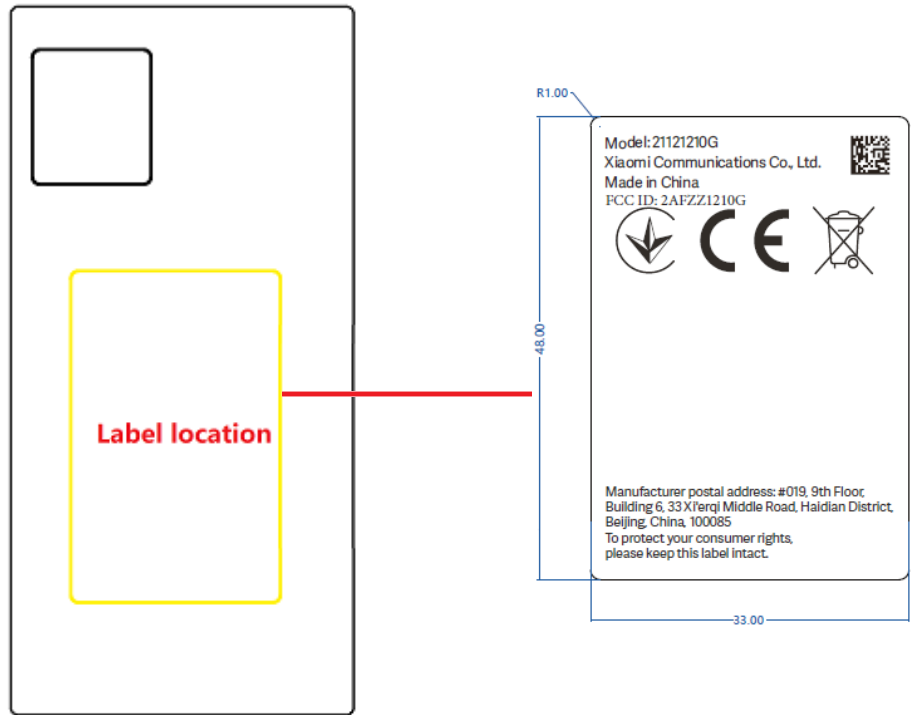 Label location
R1.00
48.00
Model: 21121210G
Xiaomi Communications Co., Ltd.
Made in China
FCC ID: 2AFZZ1210G
CE
Manufacturer postal address: #019, 9th Floor,
Building 6, 33 Xi'erqi Middle Road, Haidian District,
Beijing, China, 100085
To protect your consumer rights,
please keep this label intact.
33.00